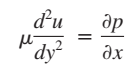 μ d²u/dy² = ∂p/∂x